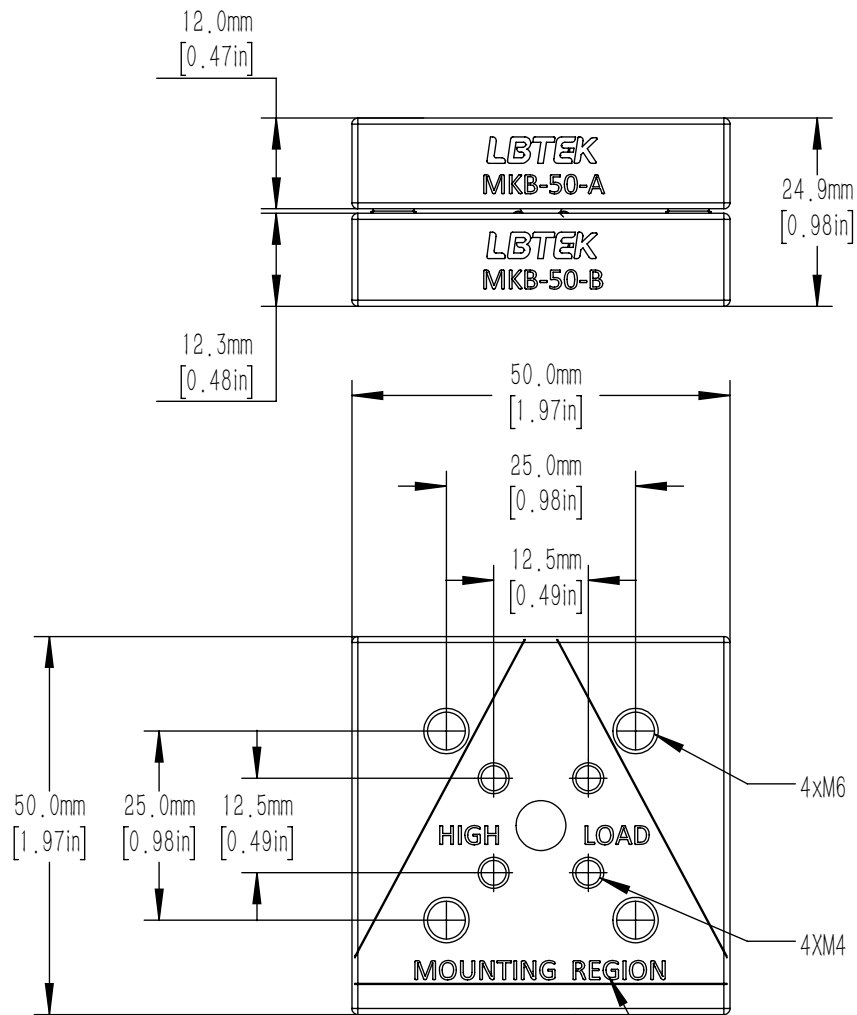 12.0mm
[0.47in]
LBTEK
MKB-50-A
24.9mm
[0.98in]
LBTEK
MKB-50-B
12.3mm
[0.48in]
50.0mm
[1.97in]
25.0mm
[0.98in]
12.5mm
[0.49in]
4xM6
50.0mm
[1.97in]
25.0mm
[0.98in]
12.5mm
[0.49in]
HIGH LOAD
4XM4
MOUNTING REGION